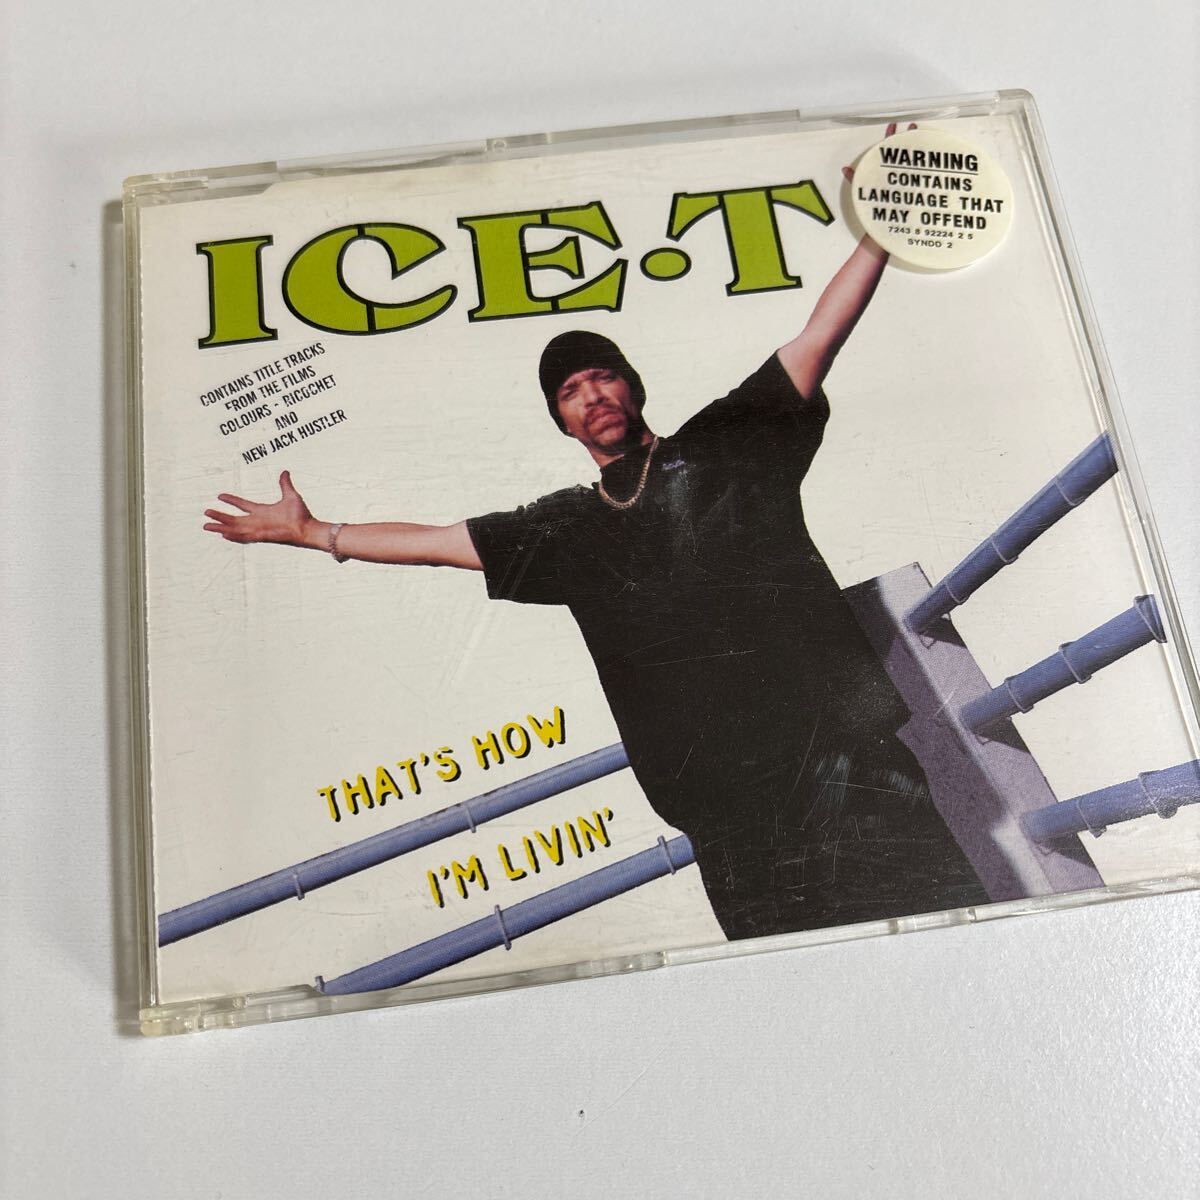 ICE·T
WARNING
CONTAINS
LANGUAGE THAT
MAY OFFEND
7243 8 92224 2 5
SYNDD 2
CONTAINS TITLE TRACKS
FROM THE FILMS
COLOURS - RICOCHET
AND
NEW JACK HUSTLER
THAT'S HOW
I'M LIVIN'